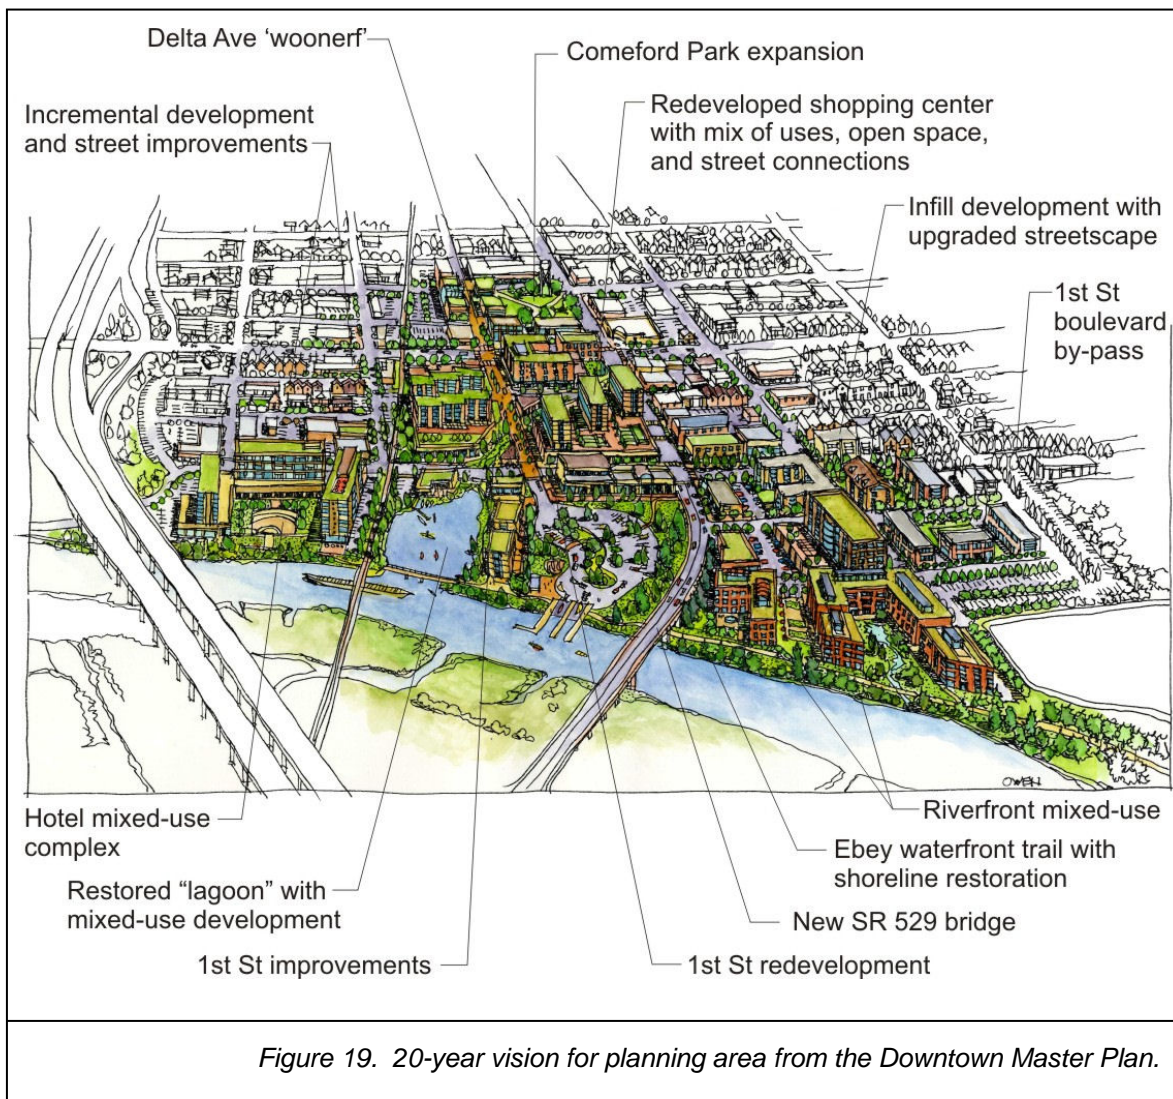 Delta Ave ‘woonerf’
Comeford Park expansion
Incremental development
and street improvements
Redeveloped shopping center
with mix of uses, open space,
and street connections
Infill development with
upgraded streetscape
1st St
boulevard
by-pass
OWEN
Hotel mixed-use
complex
Riverfront mixed-use
Ebey waterfront trail with
shoreline restoration
Restored “lagoon” with
mixed-use development
New SR 529 bridge
1st St improvements
1st St redevelopment
Figure 19. 20-year vision for planning area from the Downtown Master Plan.